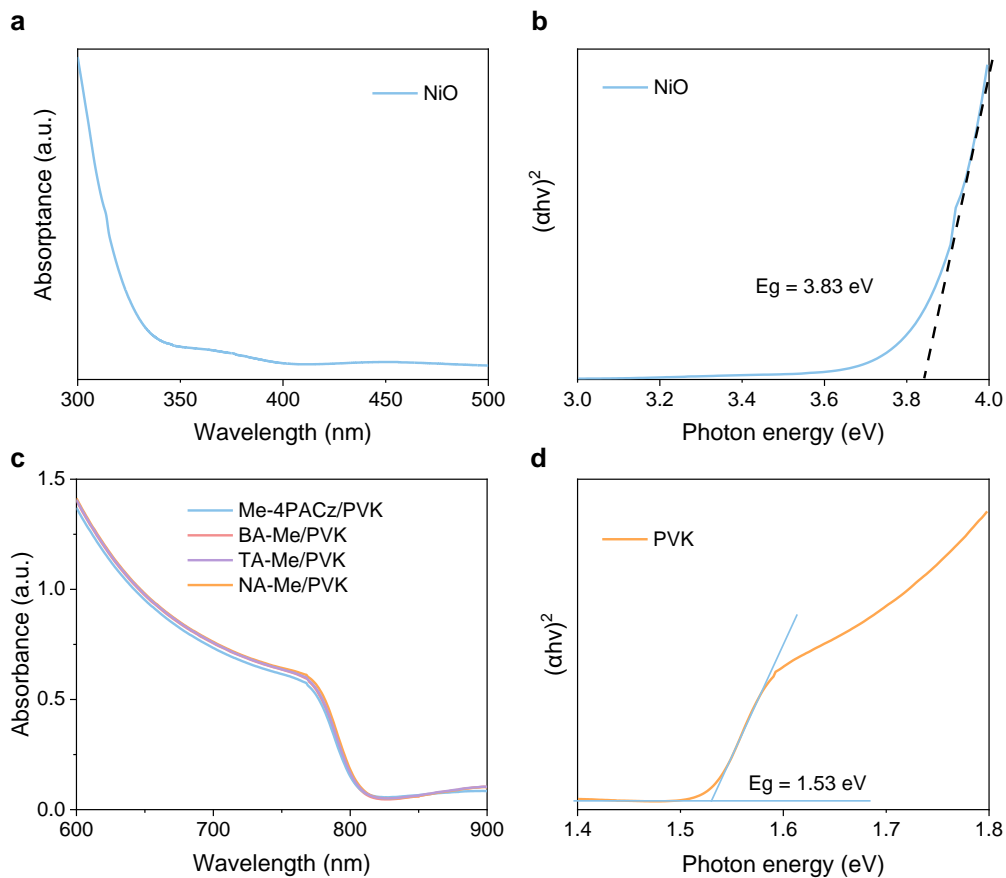 a
Absorptance (a.u.)
NiO
300
350
400
450
500
Wavelength (nm)
b
(αhv)²
NiO
Eg = 3.83 eV
3.0
3.2
3.4
3.6
3.8
4.0
Photon energy (eV)
c
Absorbance (a.u.)
1.5
1.0
0.5
0.0
Me-4PACz/PVK
BA-Me/PVK
TA-Me/PVK
NA-Me/PVK
600
700
800
900
Wavelength (nm)
d
(αhv)²
PVK
Eg = 1.53 eV
1.4
1.5
1.6
1.7
1.8
Photon energy (eV)